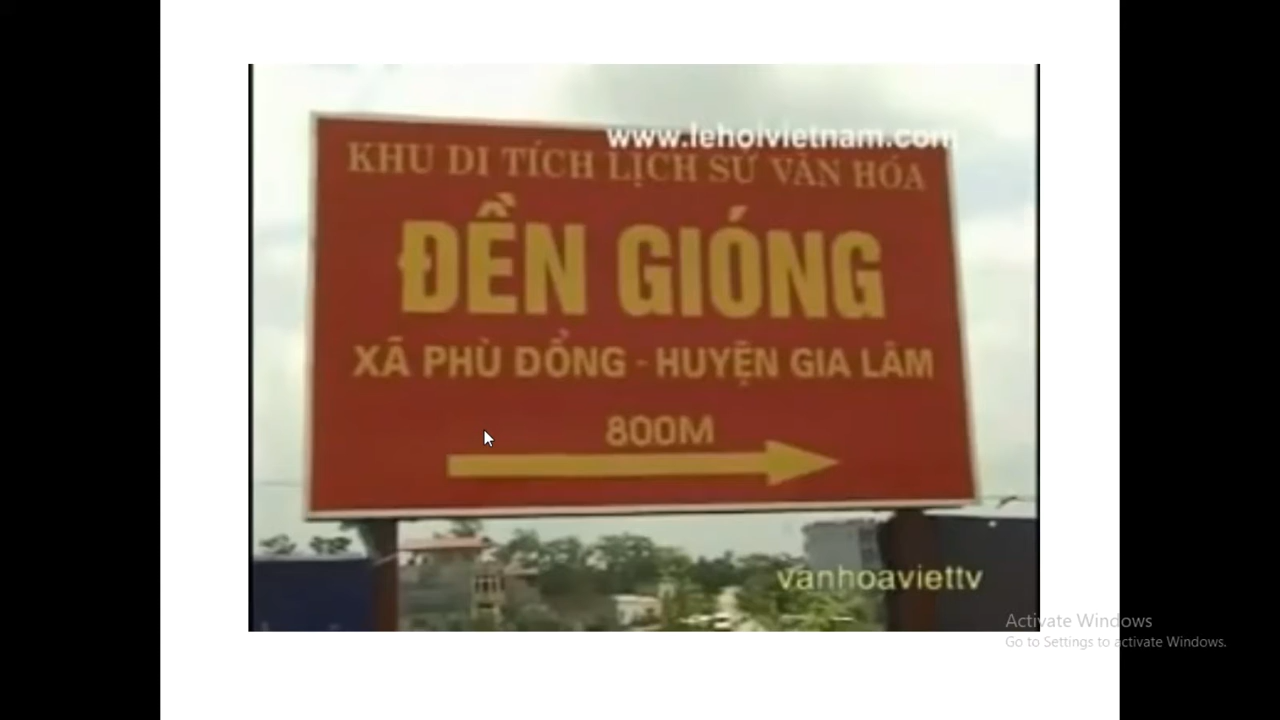 www.lehoivietnam.com
KHU DI TÍCH LỊCH SỬ VĂN HÓA
ĐỀN GIÓNG
XÃ PHÙ ĐỔNG - HUYỆN GIA LÂM
800M
vanhoaviettv
Activate Windows
Go to Settings to activate Windows.